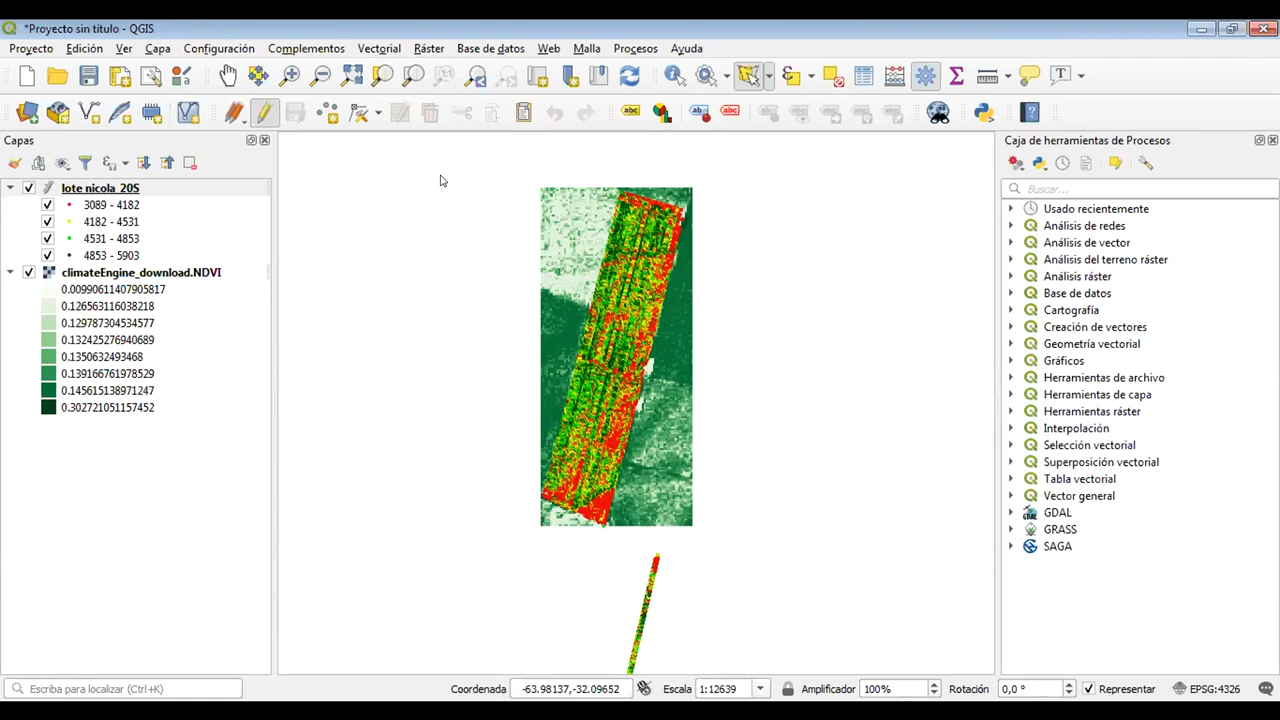 *Proyecto sin título - QGIS
Proyecto Edición Ver Capa Configuración Complementos Vectorial Ráster Base de datos Web Malla Procesos Ayuda
Capas
lote nicola_20S
3089 - 4182
4182 - 4531
4531 - 4853
4853 - 5903
climateEngine_download.NDVI
0.00990611407905817
0.126563116038218
0.129787304534577
0.132425276940689
0.1350632493468
0.139166761978529
0.145615138971247
0.302721051157452
Caja de herramientas de Procesos
Buscar...
Usado recientemente
Análisis de redes
Análisis de vector
Análisis del terreno ráster
Análisis ráster
Base de datos
Cartografía
Creación de vectores
Geometría vectorial
Gráficos
Herramientas de archivo
Herramientas de capa
Herramientas ráster
Interpolación
Selección vectorial
Superposición vectorial
Tabla vectorial
Vector general
GDAL
GRASS
SAGA
Escriba para localizar (Ctrl+K) Coordenada -63.98137,-32.09652 Escala 1:12639 Amplificador 100% Rotación 0,0 ° Representar EPSG:4326